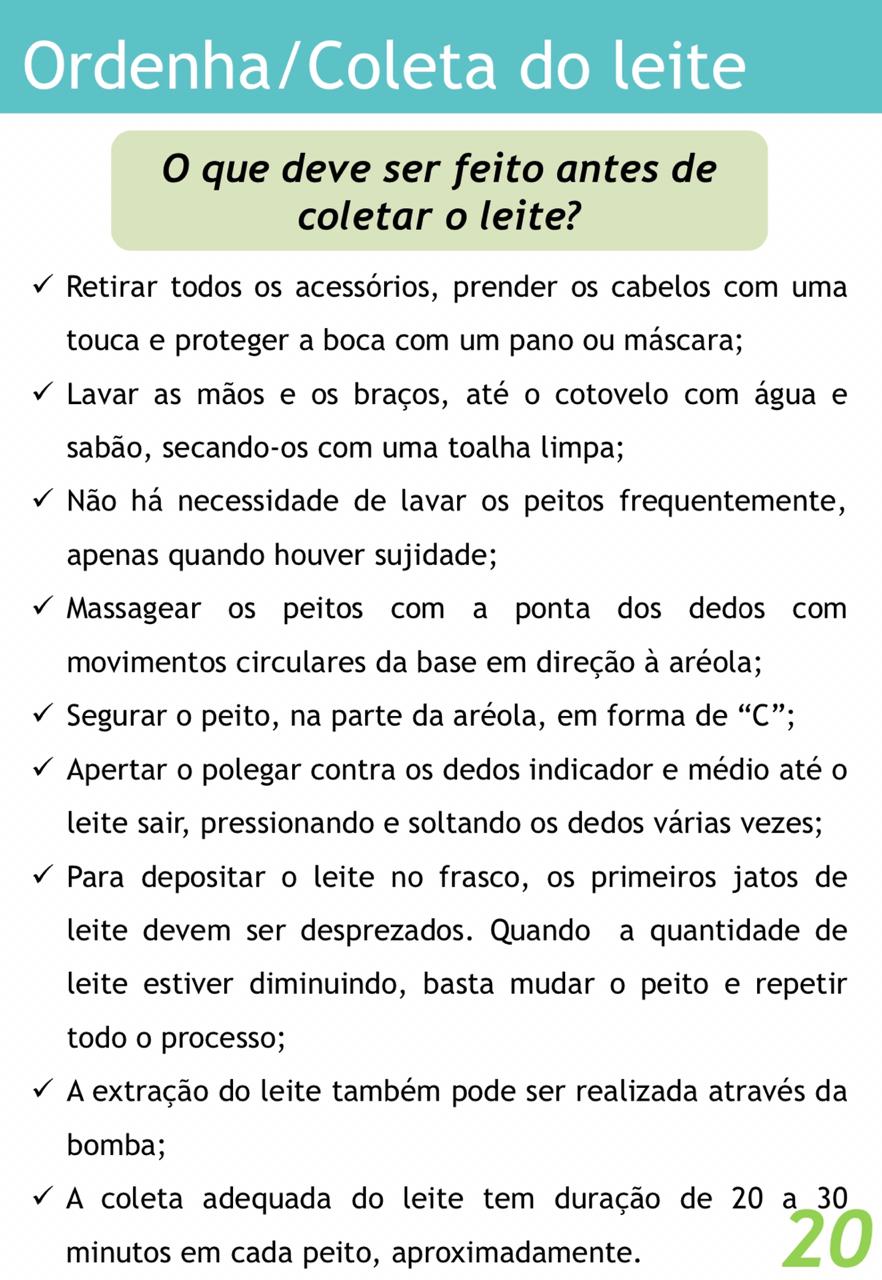 Ordenha/Coleta do leite
O que deve ser feito antes de
coletar o leite?
✓ Retirar todos os acessórios, prender os cabelos com uma
touca e proteger a boca com um pano ou máscara;
✓ Lavar as mãos e os braços, até o cotovelo com água e
sabão, secando-os com uma toalha limpa;
✓ Não há necessidade de lavar os peitos frequentemente,
apenas quando houver sujidade;
✓ Massagear os peitos com a ponta dos dedos com
movimentos circulares da base em direção à aréola;
✓ Segurar o peito, na parte da aréola, em forma de “C”;
✓ Apertar o polegar contra os dedos indicador e médio até o
leite sair, pressionando e soltando os dedos várias vezes;
✓ Para depositar o leite no frasco, os primeiros jatos de
leite devem ser desprezados. Quando a quantidade de
leite estiver diminuindo, basta mudar o peito e repetir
todo o processo;
✓ A extração do leite também pode ser realizada através da
bomba;
✓ A coleta adequada do leite tem duração de 20 a 30
minutos em cada peito, aproximadamente.
20